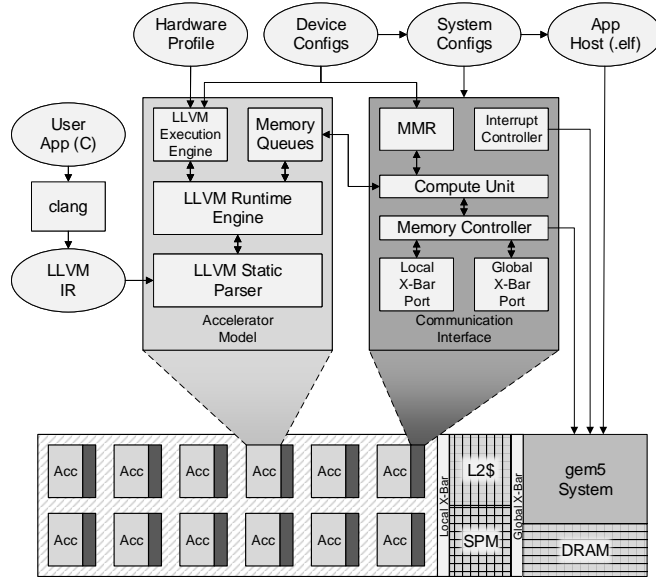 Hardware
Profile
Device
Configs
System
Configs
App
Host (.elf)
User
App (C)
clang
LLVM
IR
LLVM
Execution
Engine
Memory
Queues
LLVM Runtime
Engine
LLVM Static
Parser
Accelerator
Model
MMR
Interrupt
Controller
Compute Unit
Memory Controller
Local
X-Bar
Port
Global
X-Bar
Port
Communication
Interface
Acc
Acc
Acc
Acc
Acc
Acc
Acc
Acc
Acc
Acc
Acc
Acc
Local X-Bar
L2$
SPM
Global X-Bar
gem5
System
DRAM